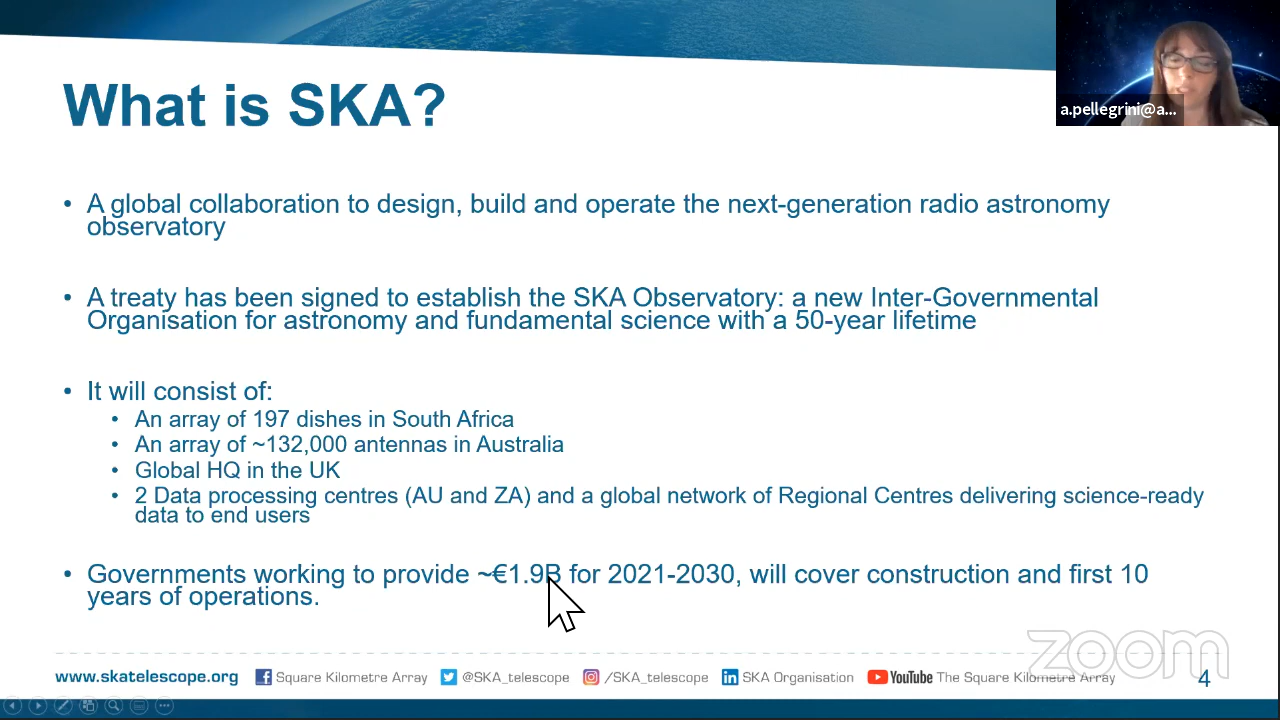 What is SKA?
a.pellegrini@a...
• A global collaboration to design, build and operate the next-generation radio astronomy
observatory
• A treaty has been signed to establish the SKA Observatory: a new Inter-Governmental
Organisation for astronomy and fundamental science with a 50-year lifetime
• It will consist of:
• An array of 197 dishes in South Africa
• An array of ~132,000 antennas in Australia
• Global HQ in the UK
• 2 Data processing centres (AU and ZA) and a global network of Regional Centres delivering science-ready
data to end users
• Governments working to provide ~€1.9B for 2021-2030, will cover construction and first 10
years of operations.
zoom
www.skatelescope.org Square Kilometre Array @SKA_telescope /SKA_telescope SKA Organisation YouTube The Square Kilometre Array 4